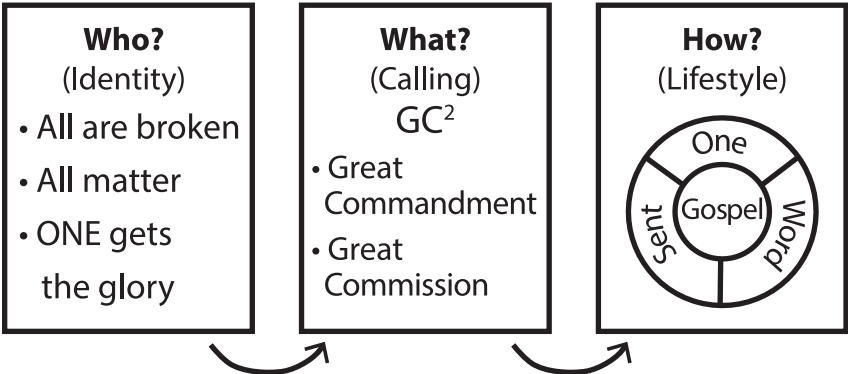 Who?
(Identity)
• All are broken
• All matter
• ONE gets
the glory
What?
(Calling)
GC²
• Great
Commandment
• Great
Commission
How?
(Lifestyle)
One
Word
Sent
Gospel